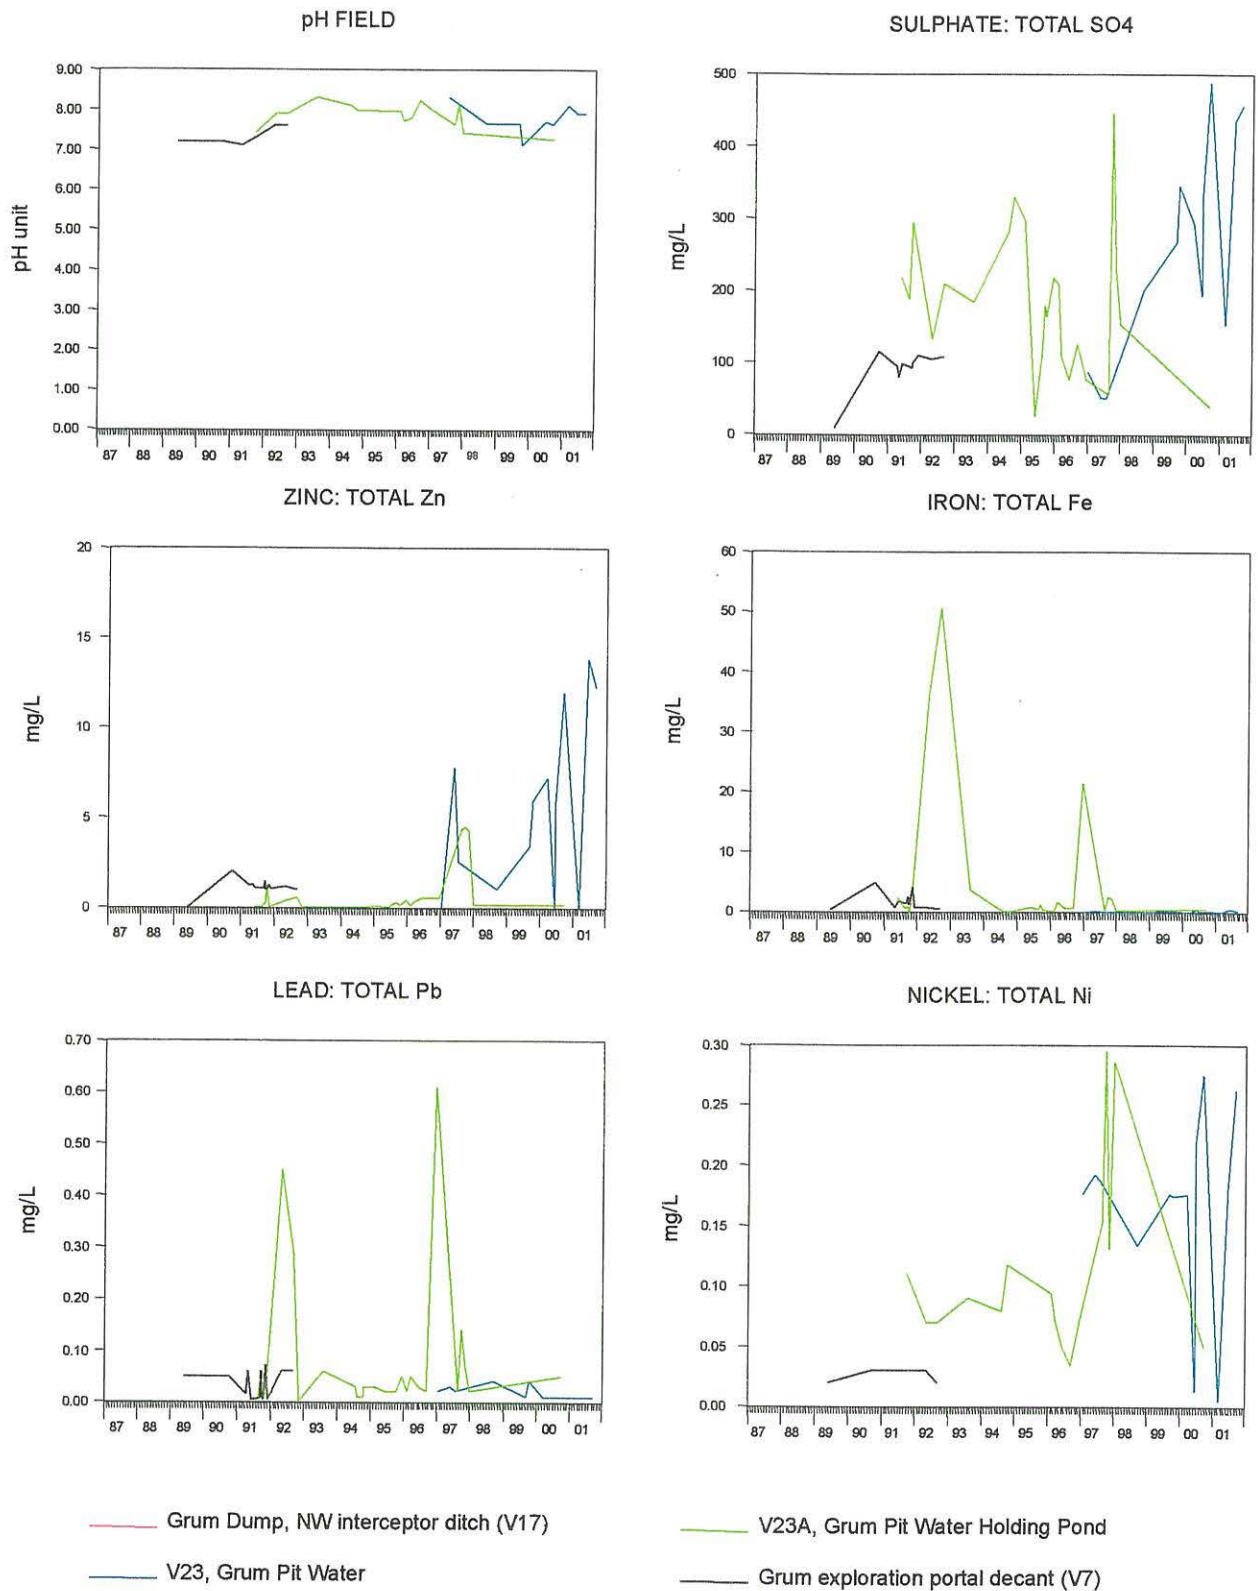 pH FIELD
9.00
8.00
7.00
6.00
5.00
4.00
3.00
2.00
1.00
0.00
pH unit
87 88 89 90 91 92 93 94 95 96 97 98 99 00 01
SULPHATE: TOTAL SO4
500
400
300
200
100
0
mg/L
87 88 89 90 91 92 93 94 95 96 97 98 99 00 01
ZINC: TOTAL Zn
20
15
10
5
0
mg/L
87 88 89 90 91 92 93 94 95 96 97 98 99 00 01
IRON: TOTAL Fe
60
50
40
30
20
10
0
mg/L
87 88 89 90 91 92 93 94 95 96 97 98 99 00 01
LEAD: TOTAL Pb
0.70
0.60
0.50
0.40
0.30
0.20
0.10
0.00
mg/L
87 88 89 90 91 92 93 94 95 96 97 98 99 00 01
NICKEL: TOTAL Ni
0.30
0.25
0.20
0.15
0.10
0.05
0.00
mg/L
87 88 89 90 91 92 93 94 95 96 97 98 99 00 01
Grum Dump, NW interceptor ditch (V17)
V23, Grum Pit Water
V23A, Grum Pit Water Holding Pond
Grum exploration portal decant (V7)